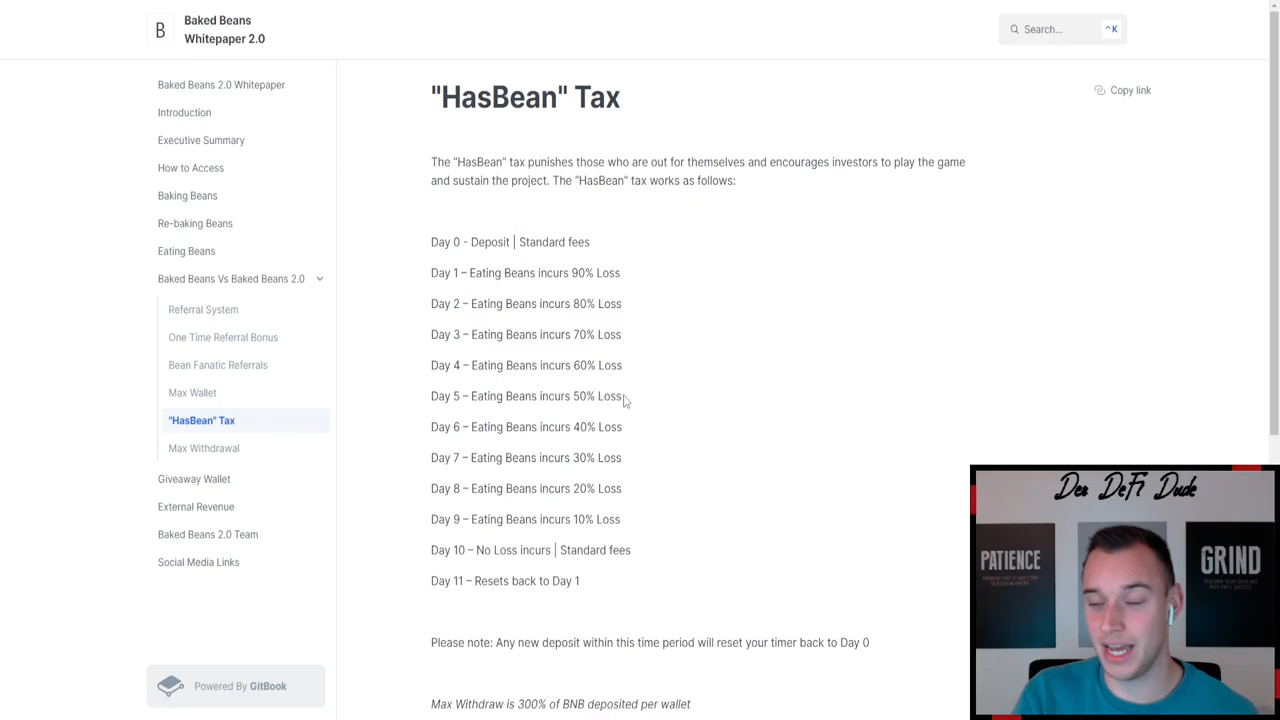 B
Baked Beans
Whitepaper 2.0
Search...
^K
Baked Beans 2.0 Whitepaper
Introduction
Executive Summary
How to Access
Baking Beans
Re-baking Beans
Eating Beans
Baked Beans Vs Baked Beans 2.0
Referral System
One Time Referral Bonus
Bean Fanatic Referrals
Max Wallet
"HasBean" Tax
Max Withdrawal
Giveaway Wallet
External Revenue
Baked Beans 2.0 Team
Social Media Links
Powered By GitBook
"HasBean" Tax
Copy link
The "HasBean" tax punishes those who are out for themselves and encourages investors to play the game
and sustain the project. The "HasBean" tax works as follows:
Day 0 - Deposit | Standard fees
Day 1 – Eating Beans incurs 90% Loss
Day 2 – Eating Beans incurs 80% Loss
Day 3 – Eating Beans incurs 70% Loss
Day 4 – Eating Beans incurs 60% Loss
Day 5 – Eating Beans incurs 50% Loss
Day 6 – Eating Beans incurs 40% Loss
Day 7 – Eating Beans incurs 30% Loss
Day 8 – Eating Beans incurs 20% Loss
Day 9 – Eating Beans incurs 10% Loss
Day 10 – No Loss incurs | Standard fees
Day 11 – Resets back to Day 1
Please note: Any new deposit within this time period will reset your timer back to Day 0
Max Withdraw is 300% of BNB deposited per wallet
Dex DeFi Dude
PATIENCE
GRIND